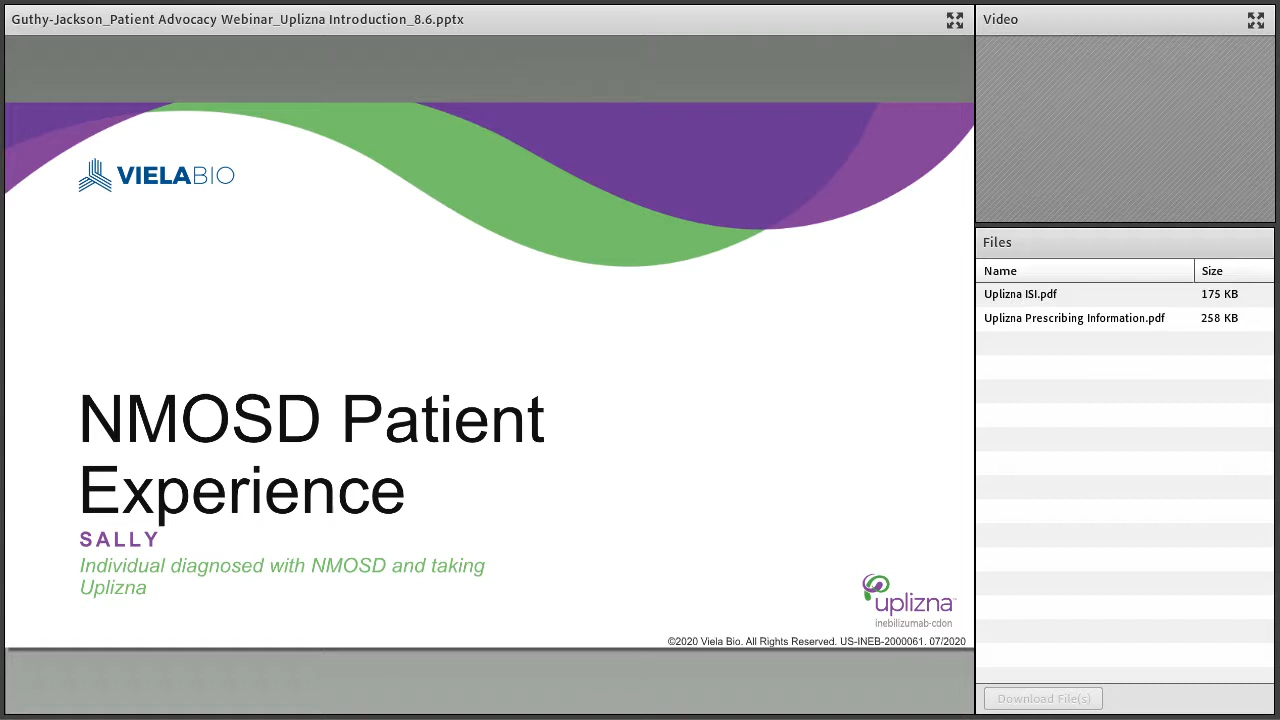 Guthy-Jackson_Patient Advocacy Webinar_Uplizna Introduction_8.6.pptx
VIELABIO
NMOSD Patient
Experience
SALLY
Individual diagnosed with NMOSD and taking
Uplizna
uplizna™
inebilizumab-cdon
©2020 Viela Bio. All Rights Reserved. US-INEB-2000061. 07/2020
Video
Files
Name Size
Uplizna ISI.pdf 175 KB
Uplizna Prescribing Information.pdf 258 KB
Download File(s)